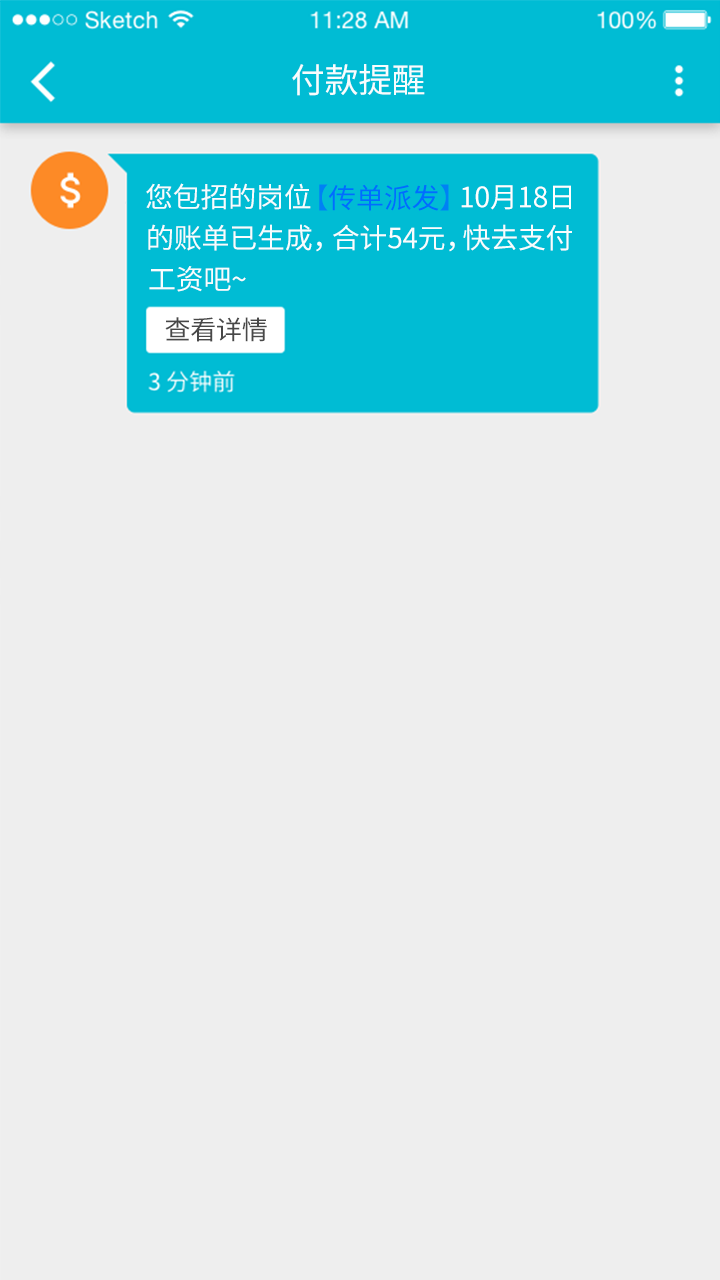 Sketch 11:28 AM 100%
付款提醒
$
您包招的岗位【传单派发】10月18日
的账单已生成，合计54元，快去支付
工资吧~
查看详情
3 分钟前